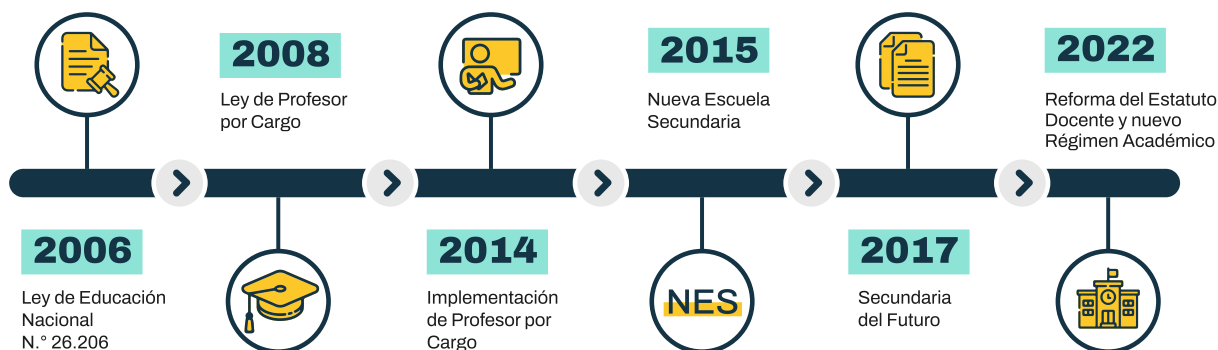 2006
Ley de Educación
Nacional
N.° 26.206
2008
Ley de Profesor
por Cargo
2014
Implementación
de Profesor por
Cargo
2015
Nueva Escuela
Secundaria
NES
2017
Secundaria
del Futuro
2022
Reforma del Estatuto
Docente y nuevo
Régimen Académico